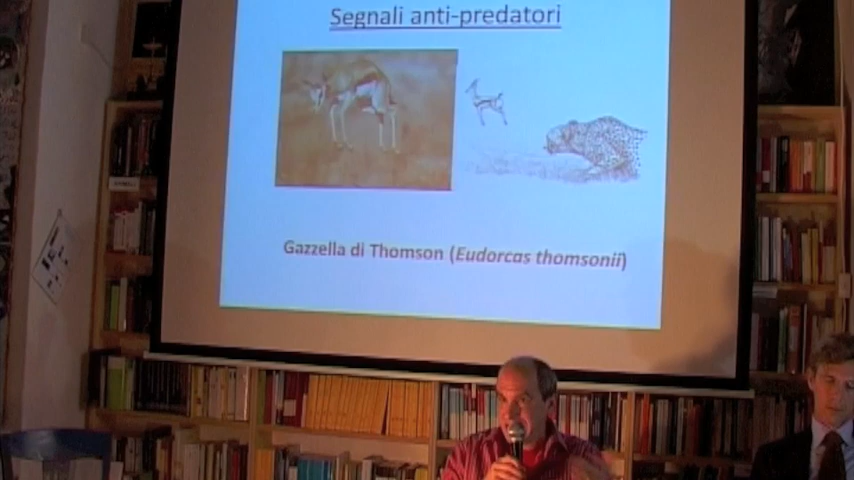 Segnali anti-predatori
Gazzella di Thomson (Eudorcas thomsonii)